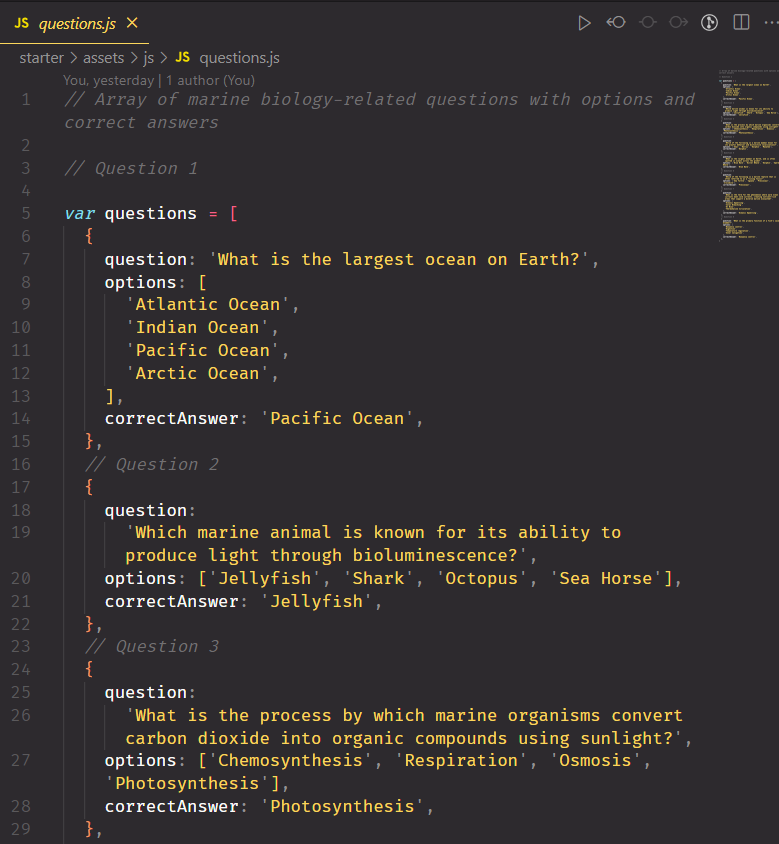 JS questions.js ×
starter > assets > js > JS questions.js
You, yesterday | 1 author (You)
1 // Array of marine biology-related questions with options and
correct answers
2
3 // Question 1
4
5 var questions = [
6 {
7 question: 'What is the largest ocean on Earth?',
8 options: [
9 'Atlantic Ocean',
10 'Indian Ocean',
11 'Pacific Ocean',
12 'Arctic Ocean',
13 ],
14 correctAnswer: 'Pacific Ocean',
15 },
16 // Question 2
17 {
18 question:
19 'Which marine animal is known for its ability to
produce light through bioluminescence?',
20 options: ['Jellyfish', 'Shark', 'Octopus', 'Sea Horse'],
21 correctAnswer: 'Jellyfish',
22 },
23 // Question 3
24 {
25 question:
26 'What is the process by which marine organisms convert
carbon dioxide into organic compounds using sunlight?',
27 options: ['Chemosynthesis', 'Respiration', 'Osmosis',
'Photosynthesis'],
28 correctAnswer: 'Photosynthesis',
29 },